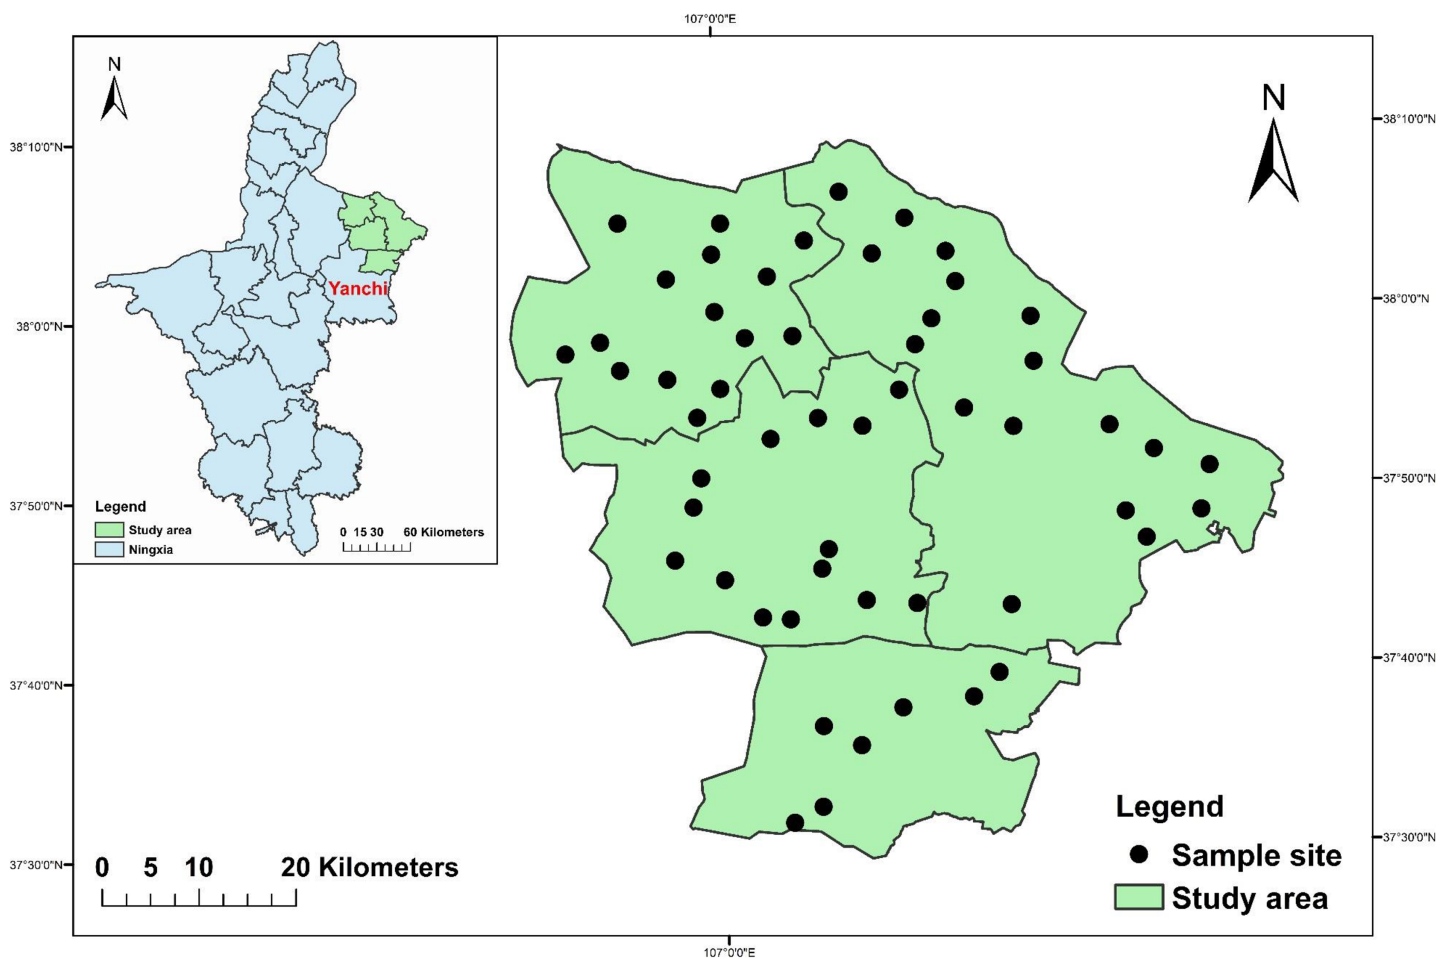 107°0'0"E
N
N
38°10'0"N
38°10'0"N
38°0'0"N
38°0'0"N
Yanchi
37°50'0"N
37°50'0"N
Legend
Study area
Ningxia
0 15 30 60 Kilometers
37°40'0"N
37°40'0"N
37°30'0"N
37°30'0"N
0 5 10 20 Kilometers
Legend
Sample site
Study area
107°0'0"E